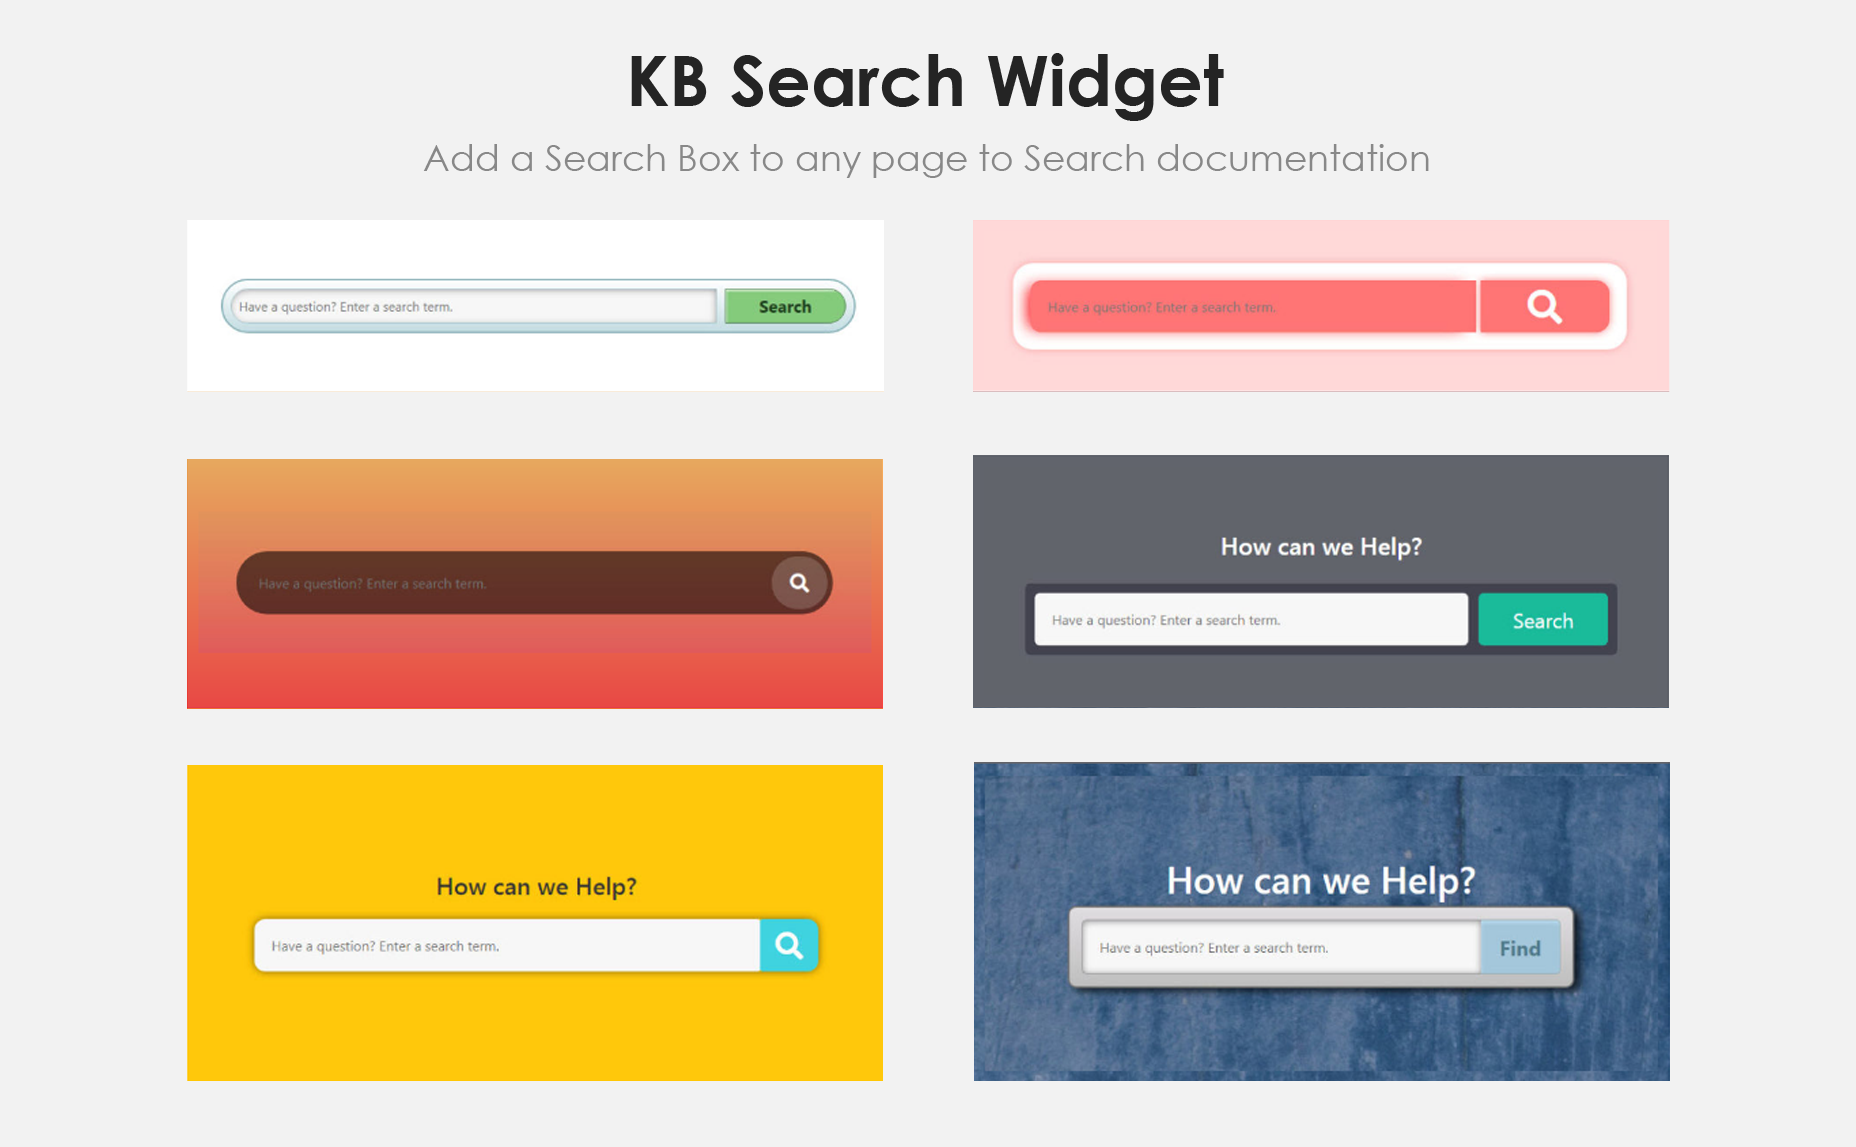 KB Search Widget
Add a Search Box to any page to Search documentation
Have a question? Enter a search term.
Search
Have a question? Enter a search term.
Have a question? Enter a search term.
How can we Help?
Have a question? Enter a search term.
Search
How can we Help?
Have a question? Enter a search term.
How can we Help?
Have a question? Enter a search term.
Find